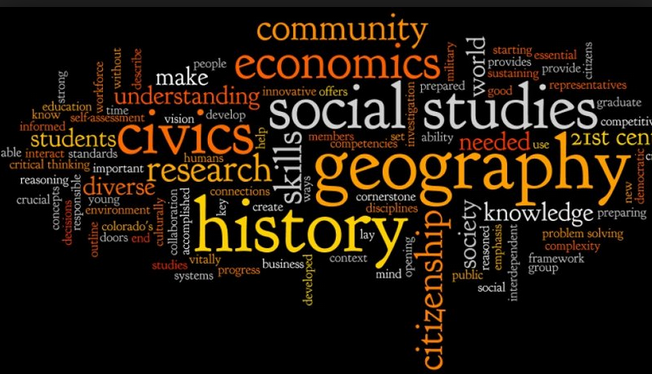 community
economics
social studies
civics
geography
history
research
skills
citizenship
understanding
make
people
strong
workforce
without
describe
education
know
time
self-assessment
informed
students
vision
develop
innovative
offers
military
world
starting
essential
provides
provide
citizens
sustaining
prepared
good
representatives
graduate
investigation
competitiv
help
members
set
competencies
ability
needed
use
21st cen
able
interact
standards
humans
critical thinking
important
reasoning
diverse
crucial
concepts
responsible
decisions
young
environment
culturally
colorado's
outline
doors
end
collaboration
accomplished
connections
key
create
ways
cornerstone
disciplines
lay
society
knowledge
preparing
new
democratic
reasoned
emphasis
interdependent
problem solving
complexity
framework
group
studies
vitally
systems
progress
business
developed
context
mind
opening
public
social